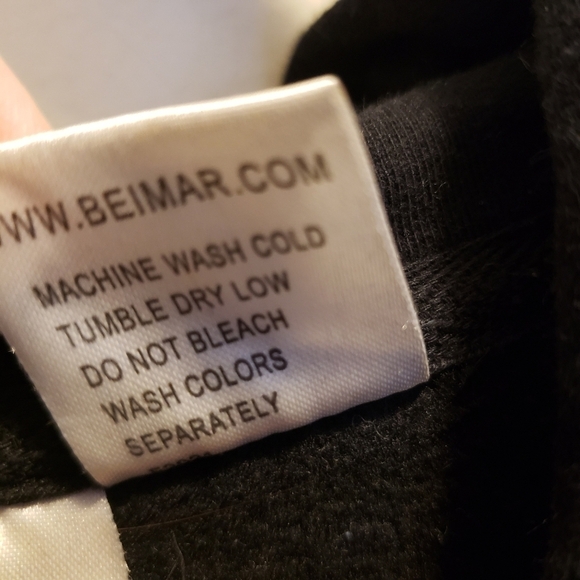 WWW.BEIMAR.COM
MACHINE WASH COLD
TUMBLE DRY LOW
DO NOT BLEACH
WASH COLORS
SEPARATELY